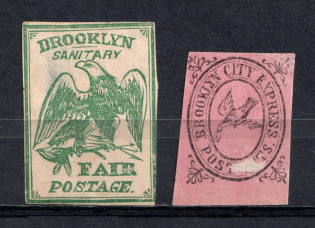 BROOKLYN
SANITARY
FAIR
POSTAGE.
BROOKLYN CITY EXPRESS
POST